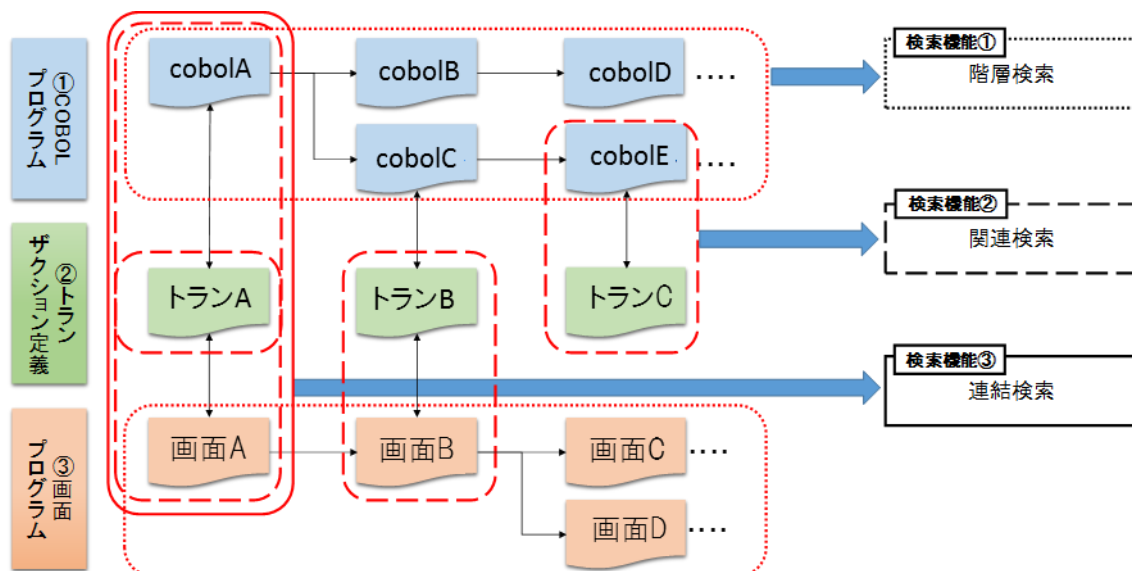 ①COBOL
プログラム
cobolA
cobolB
cobolD
....
cobolC
cobolE
....
検索機能①
階層検索
②トラン
ザクション定義
トランA
トランB
トランC
検索機能②
関連検索
検索機能③
連結検索
③画面
プログラム
画面A
画面B
画面C
....
画面D
....